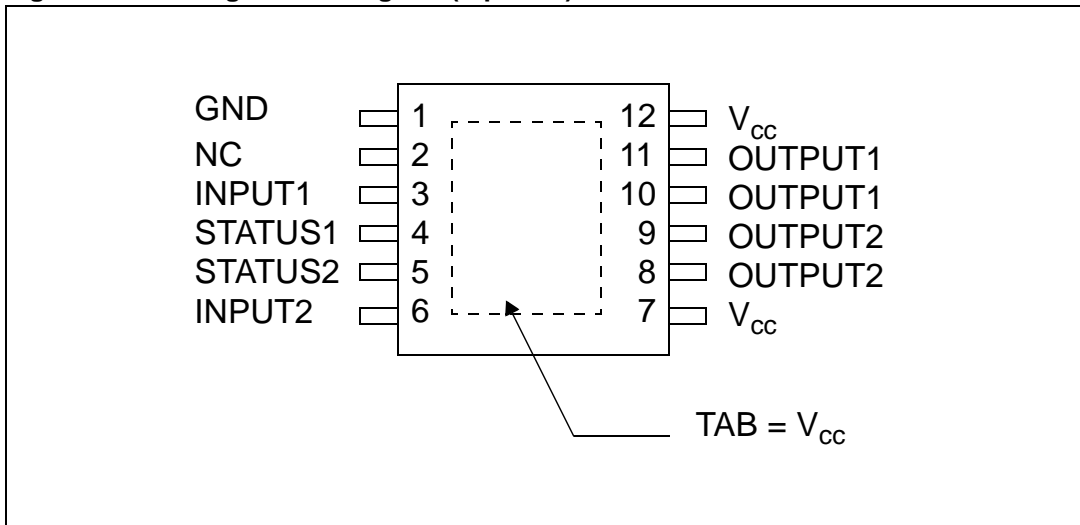 GND 1 12 Vcc
NC 2 11 OUTPUT1
INPUT1 3 10 OUTPUT1
STATUS1 4 9 OUTPUT2
STATUS2 5 8 OUTPUT2
INPUT2 6 7 Vcc
TAB = Vcc